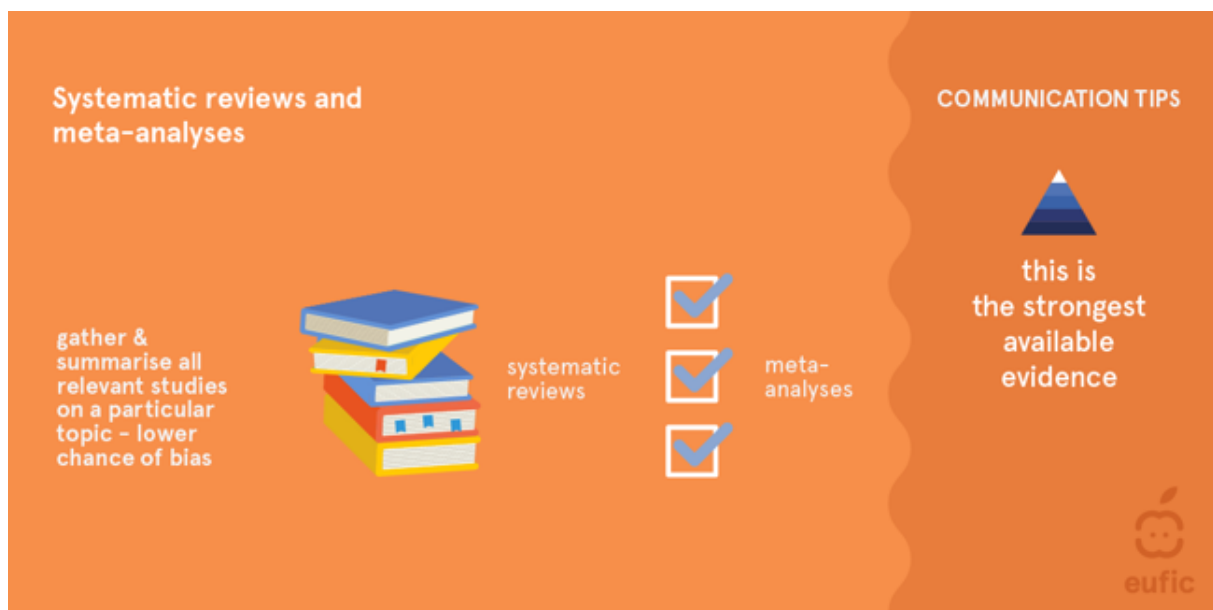 Systematic reviews and
meta-analyses
gather &
summarise all
relevant studies
on a particular
topic - lower
chance of bias
systematic
reviews
meta-
analyses
COMMUNICATION TIPS
this is
the strongest
available
evidence
eufic